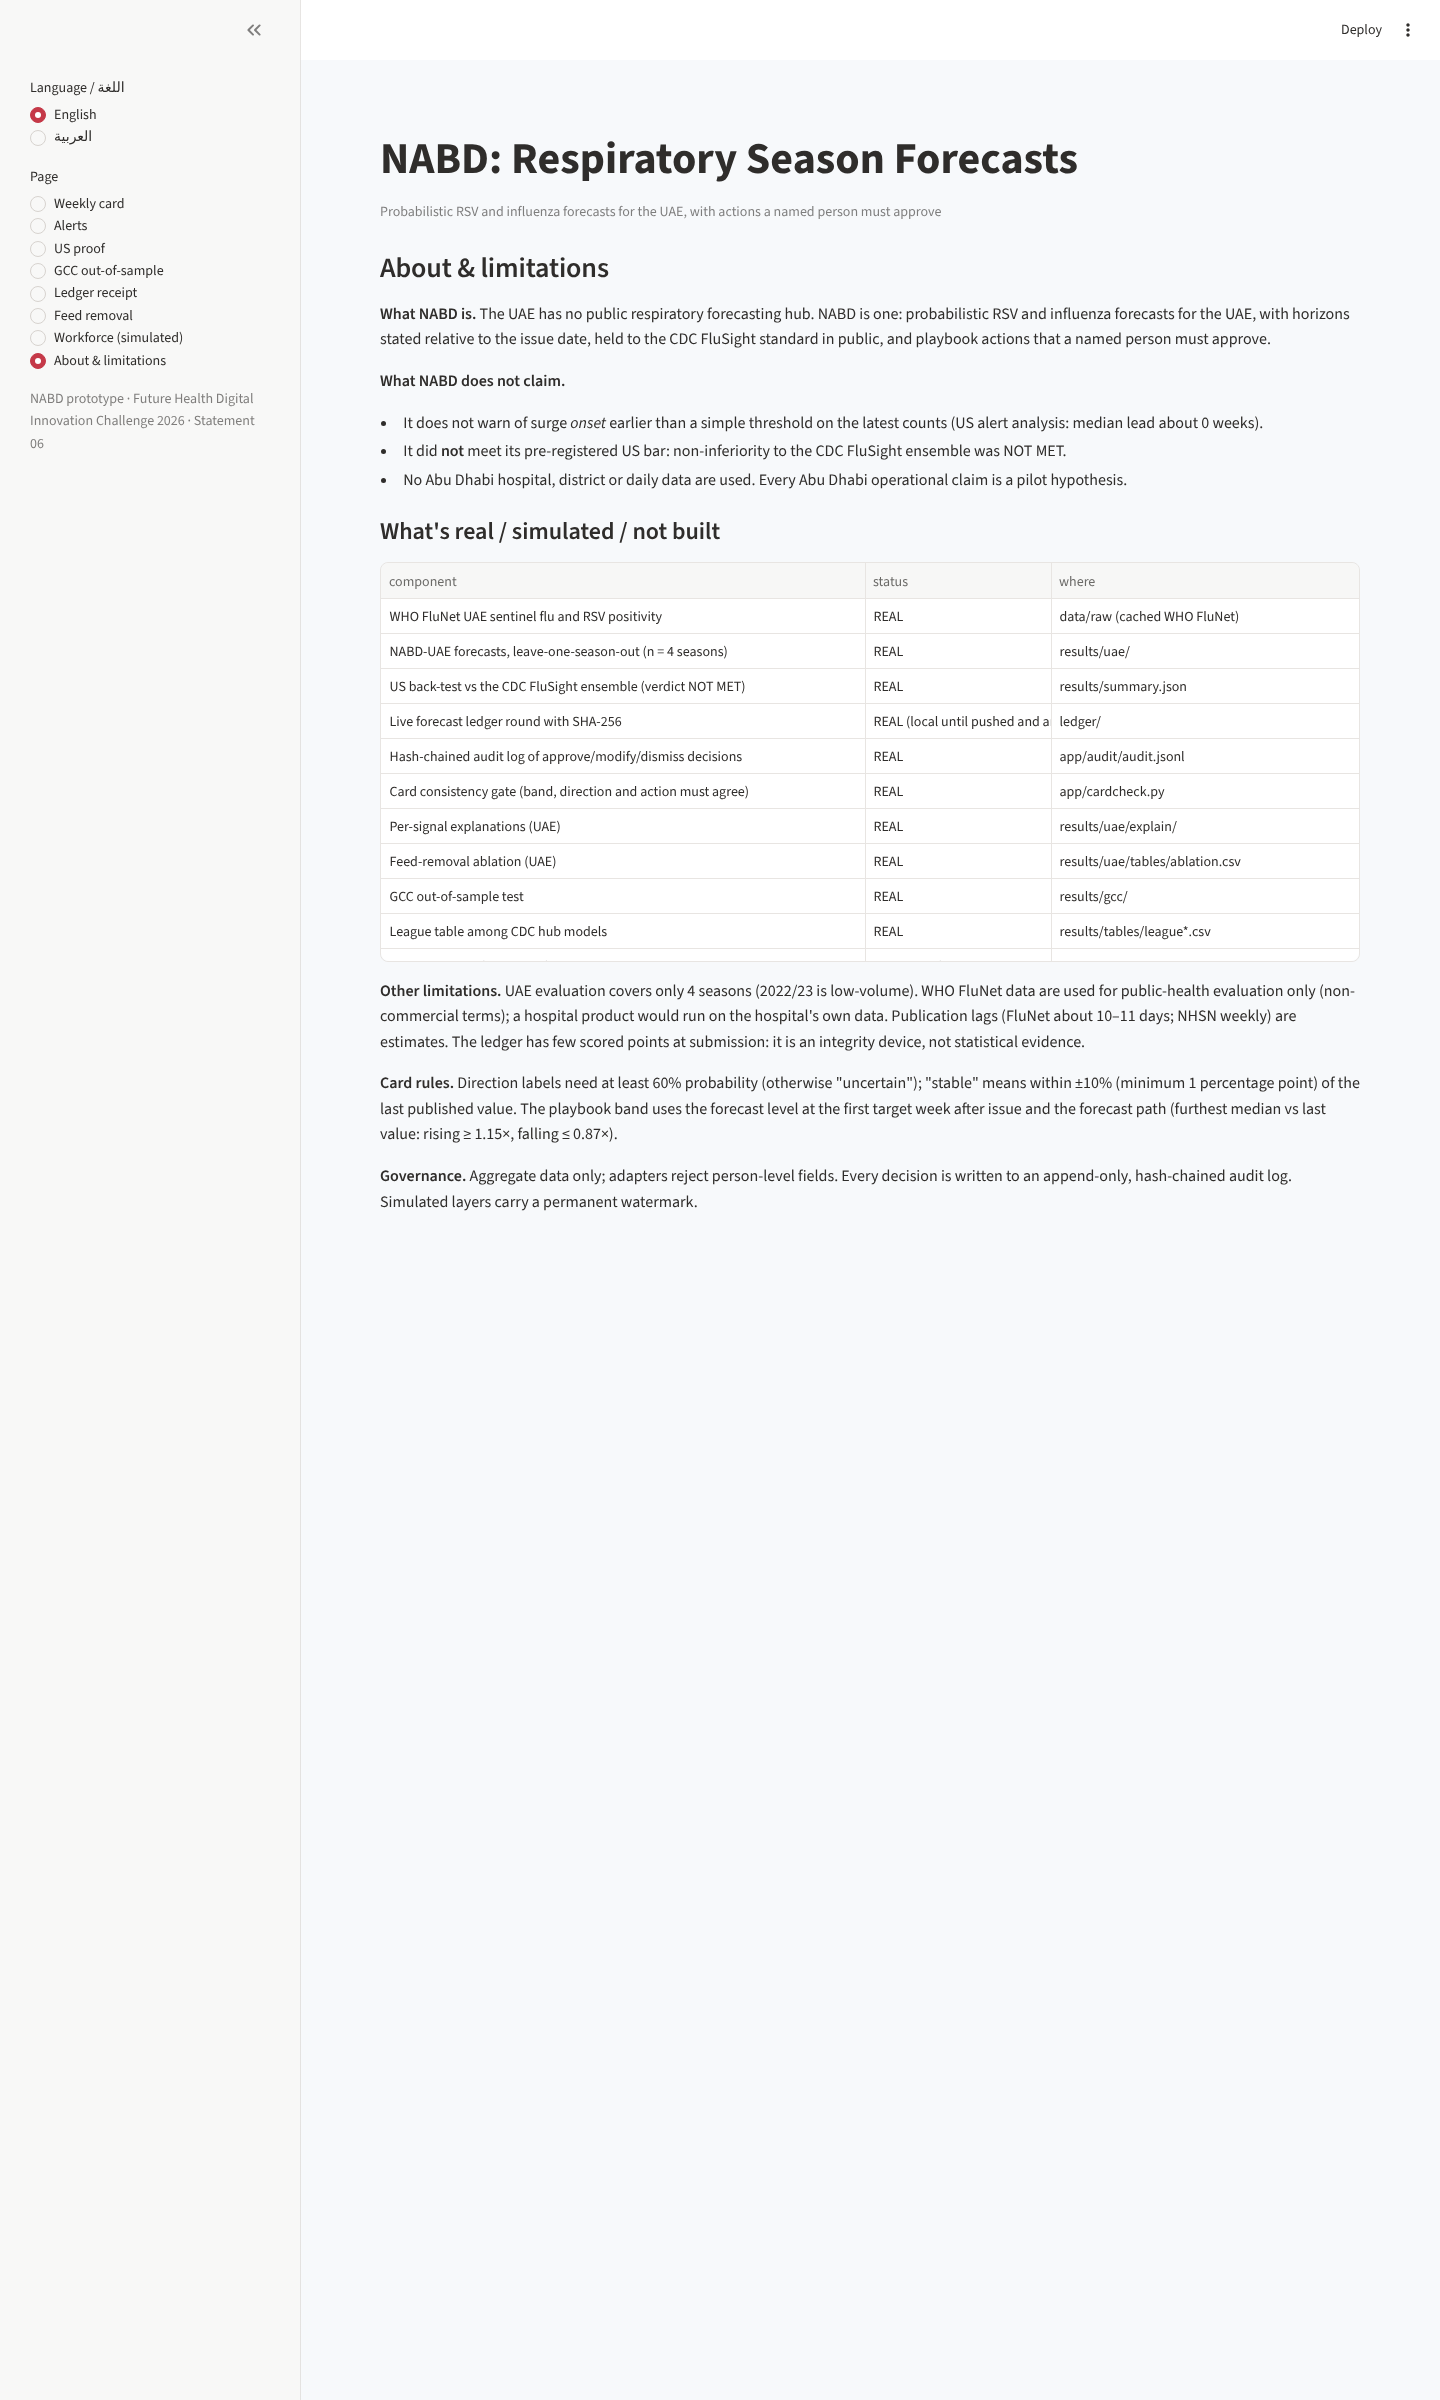 Deploy
Language / اللغة
English
العربية
Page
Weekly card
Alerts
US proof
GCC out-of-sample
Ledger receipt
Feed removal
Workforce (simulated)
About & limitations
NABD prototype · Future Health Digital
Innovation Challenge 2026 · Statement
06
NABD: Respiratory Season Forecasts
Probabilistic RSV and influenza forecasts for the UAE, with actions a named person must approve
About & limitations
What NABD is. The UAE has no public respiratory forecasting hub. NABD is one: probabilistic RSV and influenza forecasts for the UAE, with horizons
stated relative to the issue date, held to the CDC FluSight standard in public, and playbook actions that a named person must approve.
What NABD does not claim.
• It does not warn of surge onset earlier than a simple threshold on the latest counts (US alert analysis: median lead about 0 weeks).
• It did not meet its pre-registered US bar: non-inferiority to the CDC FluSight ensemble was NOT MET.
• No Abu Dhabi hospital, district or daily data are used. Every Abu Dhabi operational claim is a pilot hypothesis.
What's real / simulated / not built
component status where
WHO FluNet UAE sentinel flu and RSV positivity REAL data/raw (cached WHO FluNet)
NABD-UAE forecasts, leave-one-season-out (n = 4 seasons) REAL results/uae/
US back-test vs the CDC FluSight ensemble (verdict NOT MET) REAL results/summary.json
Live forecast ledger round with SHA-256 REAL (local until pushed and a ledger/
Hash-chained audit log of approve/modify/dismiss decisions REAL app/audit/audit.jsonl
Card consistency gate (band, direction and action must agree) REAL app/cardcheck.py
Per-signal explanations (UAE) REAL results/uae/explain/
Feed-removal ablation (UAE) REAL results/uae/tables/ablation.csv
GCC out-of-sample test REAL results/gcc/
League table among CDC hub models REAL results/tables/league*.csv
Other limitations. UAE evaluation covers only 4 seasons (2022/23 is low-volume). WHO FluNet data are used for public-health evaluation only (non-
commercial terms); a hospital product would run on the hospital's own data. Publication lags (FluNet about 10–11 days; NHSN weekly) are
estimates. The ledger has few scored points at submission: it is an integrity device, not statistical evidence.
Card rules. Direction labels need at least 60% probability (otherwise "uncertain"); "stable" means within ±10% (minimum 1 percentage point) of the
last published value. The playbook band uses the forecast level at the first target week after issue and the forecast path (furthest median vs last
value: rising ≥ 1.15×, falling ≤ 0.87×).
Governance. Aggregate data only; adapters reject person-level fields. Every decision is written to an append-only, hash-chained audit log.
Simulated layers carry a permanent watermark.